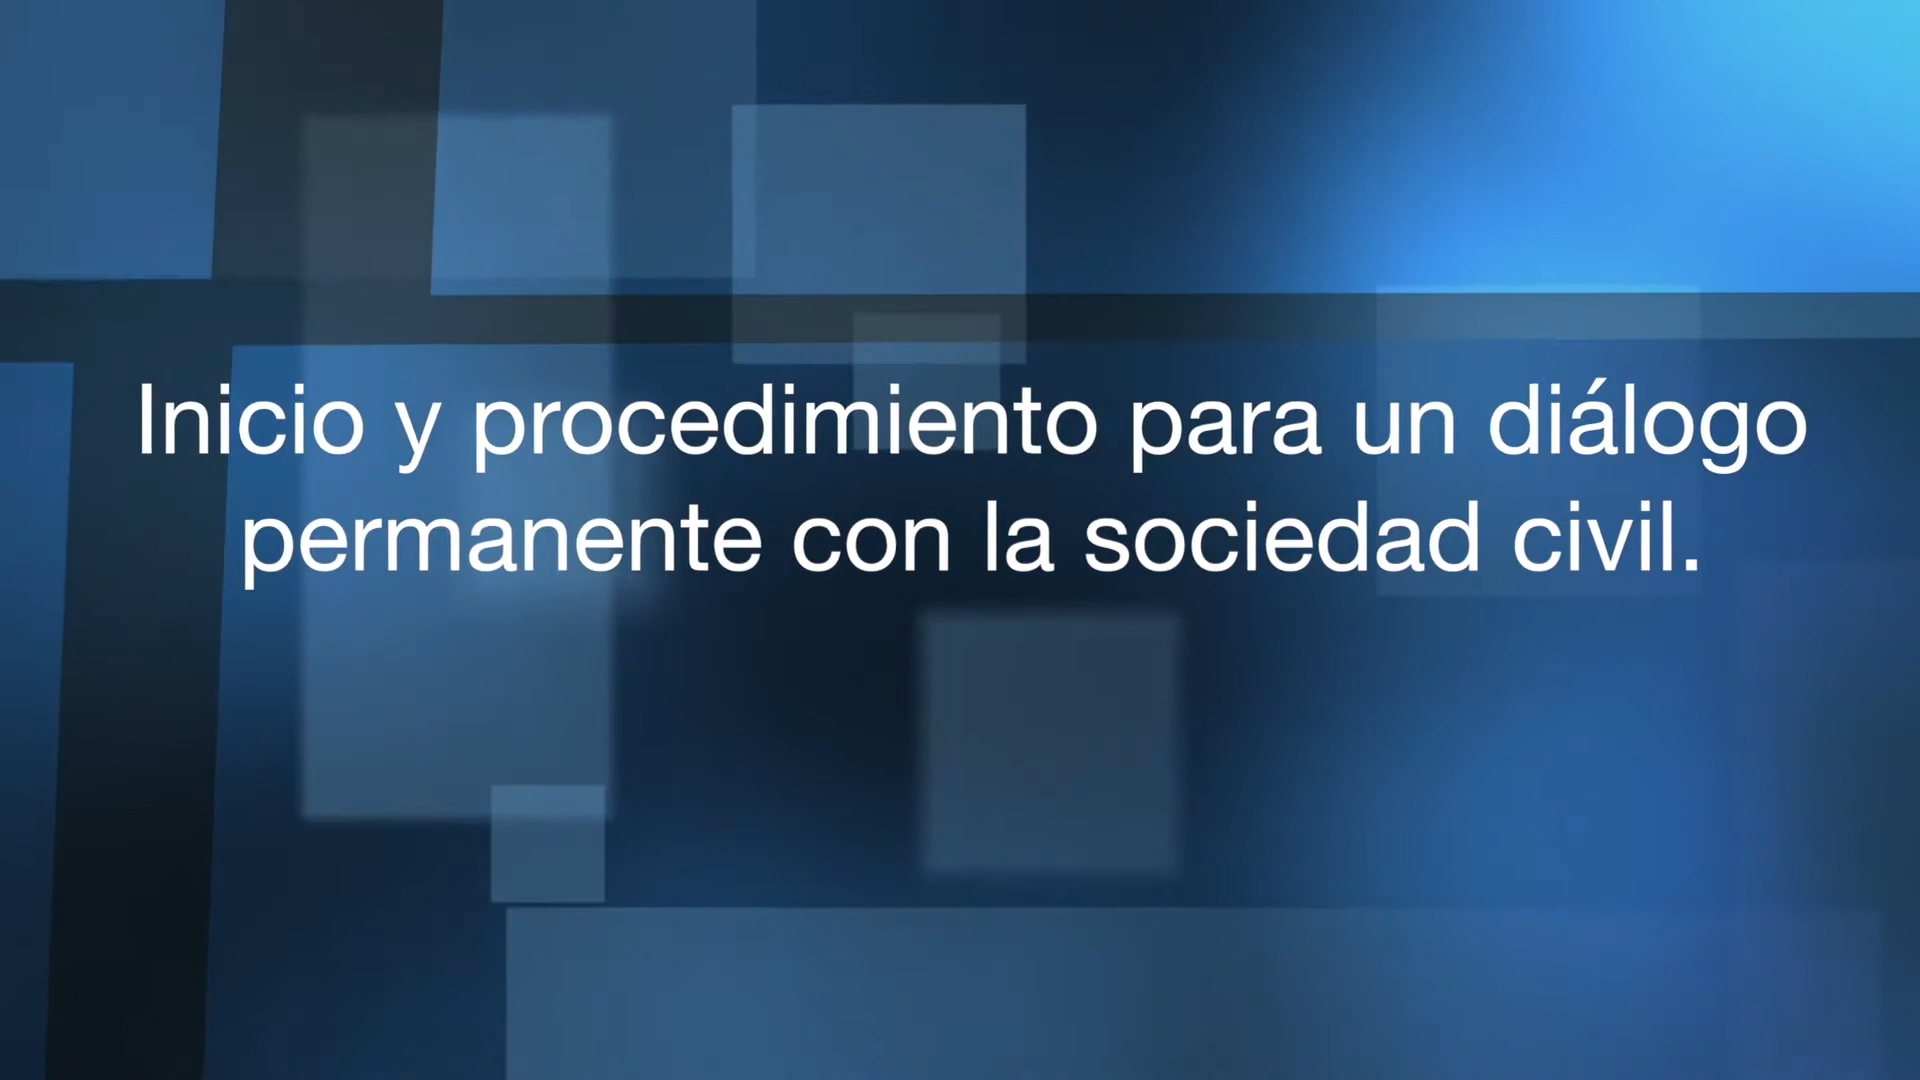 Inicio y procedimiento para un diálogo
permanente con la sociedad civil.